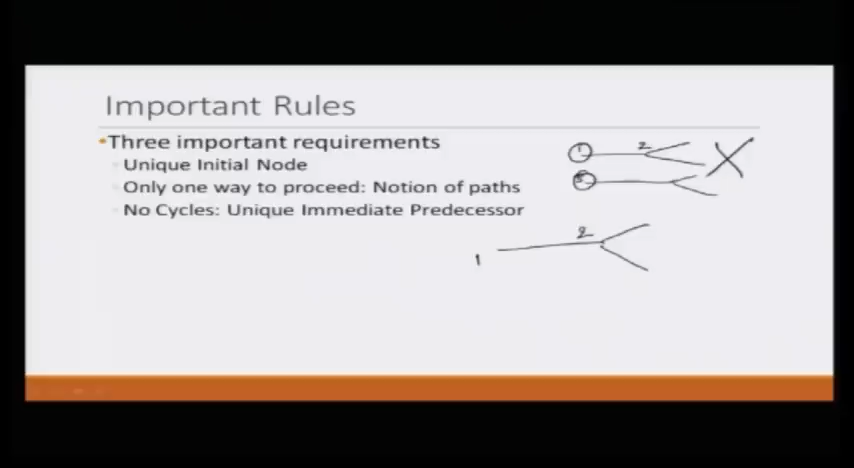 Important Rules
•Three important requirements
Unique Initial Node
Only one way to proceed: Notion of paths
No Cycles: Unique Immediate Predecessor
1 2
2
1